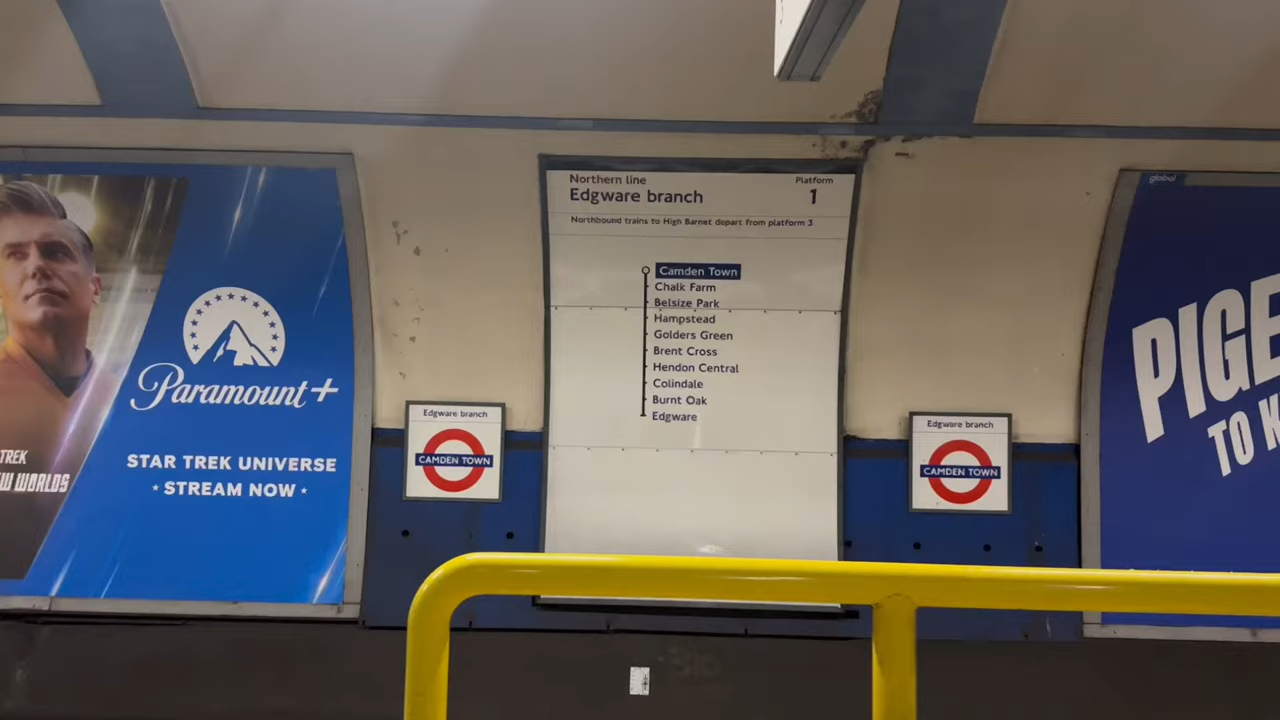 TREK
W WORLDS
Paramount+
STAR TREK UNIVERSE
STREAM NOW
Northern line
Edgware branch
Platform
1
Northbound trains to High Barnet depart from platform 3
Camden Town
Chalk Farm
Belsize Park
Hampstead
Golders Green
Brent Cross
Hendon Central
Colindale
Burnt Oak
Edgware
Edgware branch
CAMDEN TOWN
Edgware branch
CAMDEN TOWN
global
PIGE
TO K